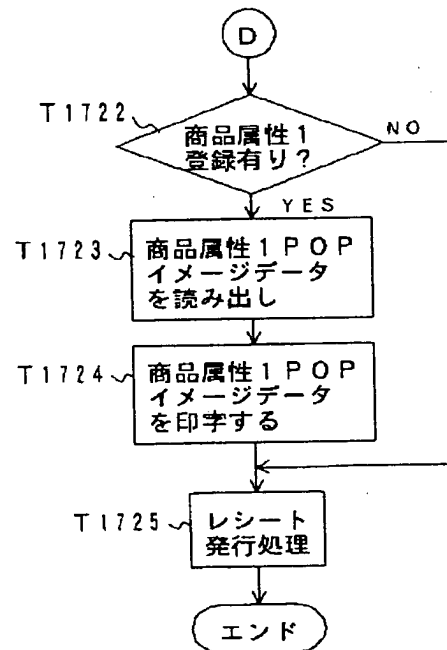 D
T1722
商品属性1
登録有り?
NO
YES
T1723
商品属性1POP
イメージデータ
を読み出し
T1724
商品属性1POP
イメージデータ
を印字する
T1725
レシート
発行処理
エンド